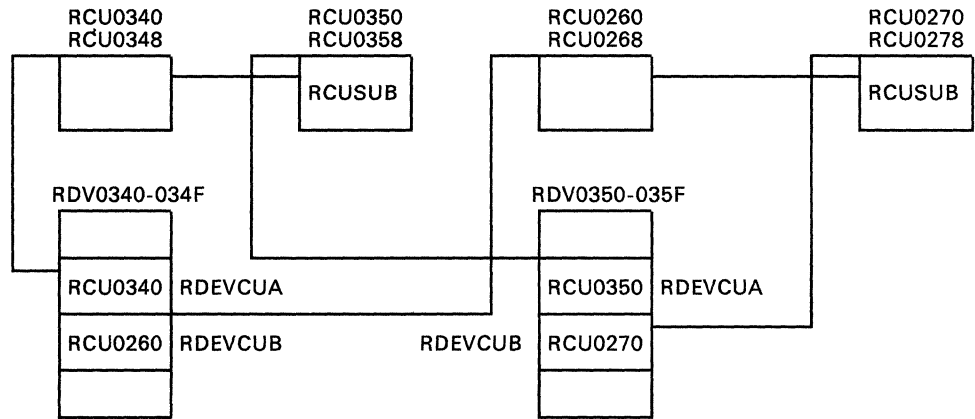 RCU0340 RCU0350 RCU0260 RCU0270
RCU0348 RCU0358 RCU0268 RCU0278
RCUSUB RCUSUB
RDV0340-034F RDV0350-035F
RCU0340 RDEVCUA RCU0350 RDEVCUA
RCU0260 RDEVCUB RDEVCUB RCU0270